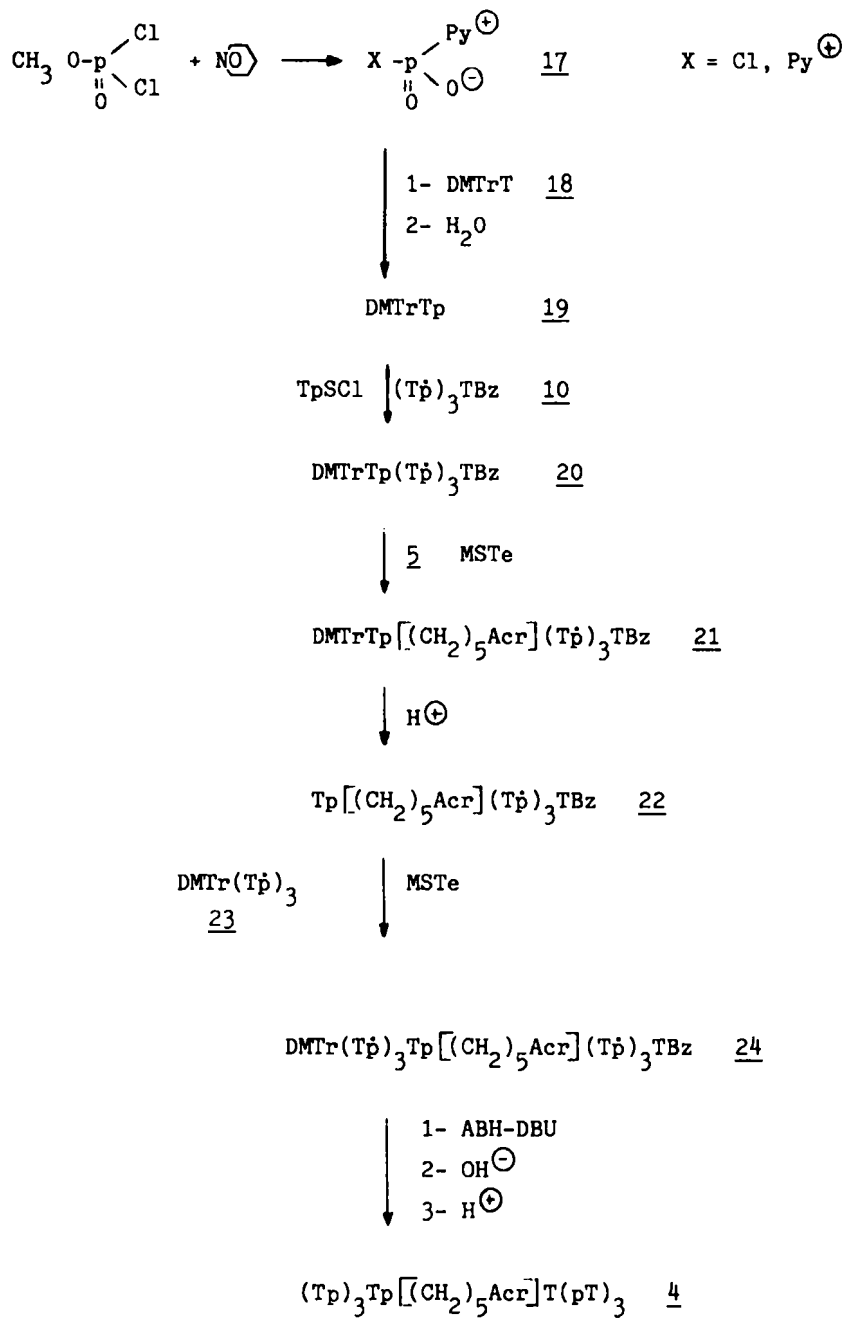 CH₃ O-p(=O)(Cl)Cl + NO ⟶ X -p(=O)(Py⊕)O⊖ 17 X = Cl, Py⊕
1- DMTrT 18
2- H₂O
DMTrTp 19
TpSCl (Tṗ)₃TBz 10
DMTrTp(Tṗ)₃TBz 20
5 MSTe
DMTrTp[(CH₂)₅Acr](Tṗ)₃TBz 21
H⊕
Tp[(CH₂)₅Acr](Tṗ)₃TBz 22
DMTr(Tṗ)₃ MSTe
23
DMTr(Tṗ)₃Tp[(CH₂)₅Acr](Tṗ)₃TBz 24
1- ABH-DBU
2- OH⊖
3- H⊕
(Tp)₃Tp[(CH₂)₅Acr]T(pT)₃ 4